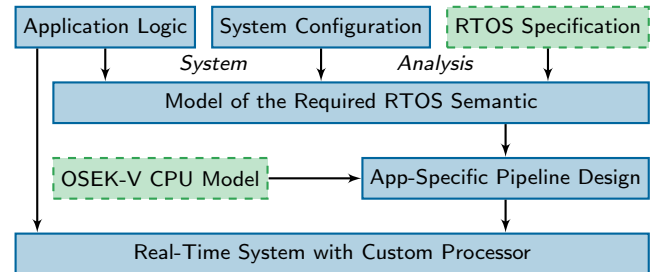 Application Logic
System Configuration
RTOS Specification
System
Analysis
Model of the Required RTOS Semantic
OSEK-V CPU Model
App-Specific Pipeline Design
Real-Time System with Custom Processor